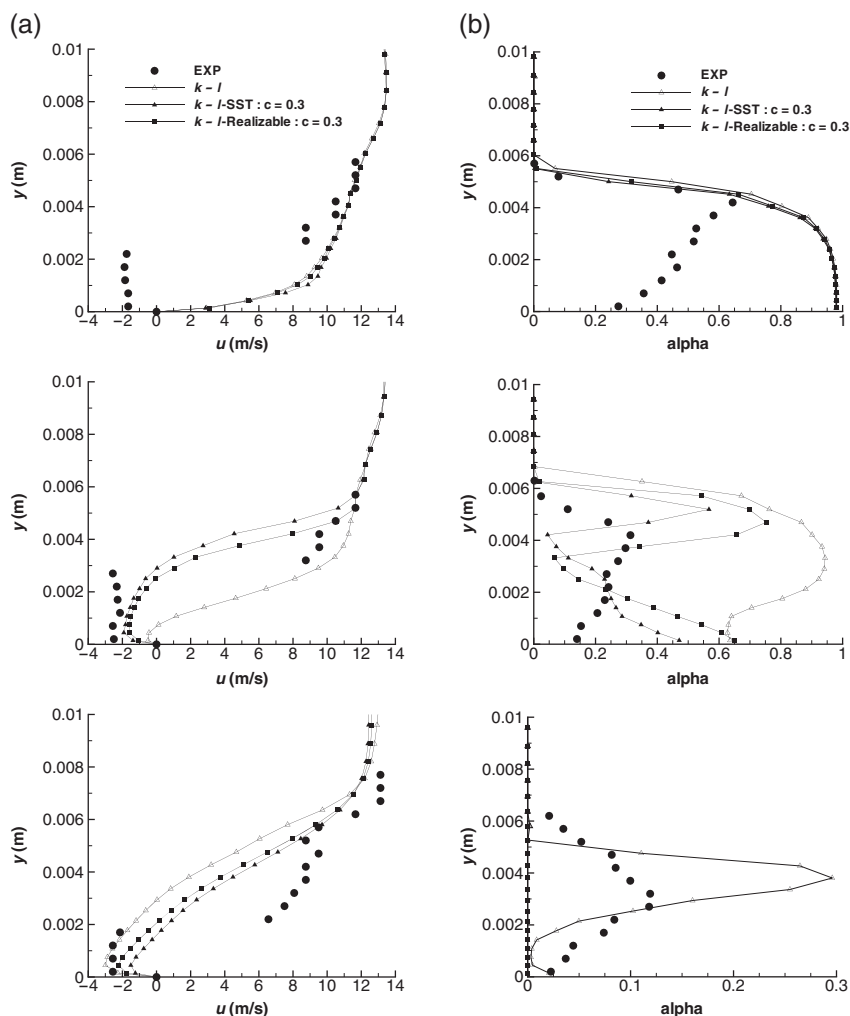 (a)
0.01
0.008
0.006
0.004
0.002
0
y (m)
EXP
k – l
k – l-SST : c = 0.3
k – l-Realizable : c = 0.3
−4 −2 0 2 4 6 8 10 12 14
u (m/s)
(b)
0.01
0.008
0.006
0.004
0.002
0
y (m)
EXP
k – l
k – l-SST : c = 0.3
k – l-Realizable : c = 0.3
0 0.2 0.4 0.6 0.8 1
alpha
0.01
0.008
0.006
0.004
0.002
0
y (m)
−4 −2 0 2 4 6 8 10 12 14
u (m/s)
0.01
0.008
0.006
0.004
0.002
0
y (m)
0 0.2 0.4 0.6 0.8 1
alpha
0.01
0.008
0.006
0.004
0.002
0
y (m)
−4 −2 0 2 4 6 8 10 12 14
u (m/s)
0.01
0.008
0.006
0.004
0.002
0
y (m)
0 0.1 0.2 0.3
alpha